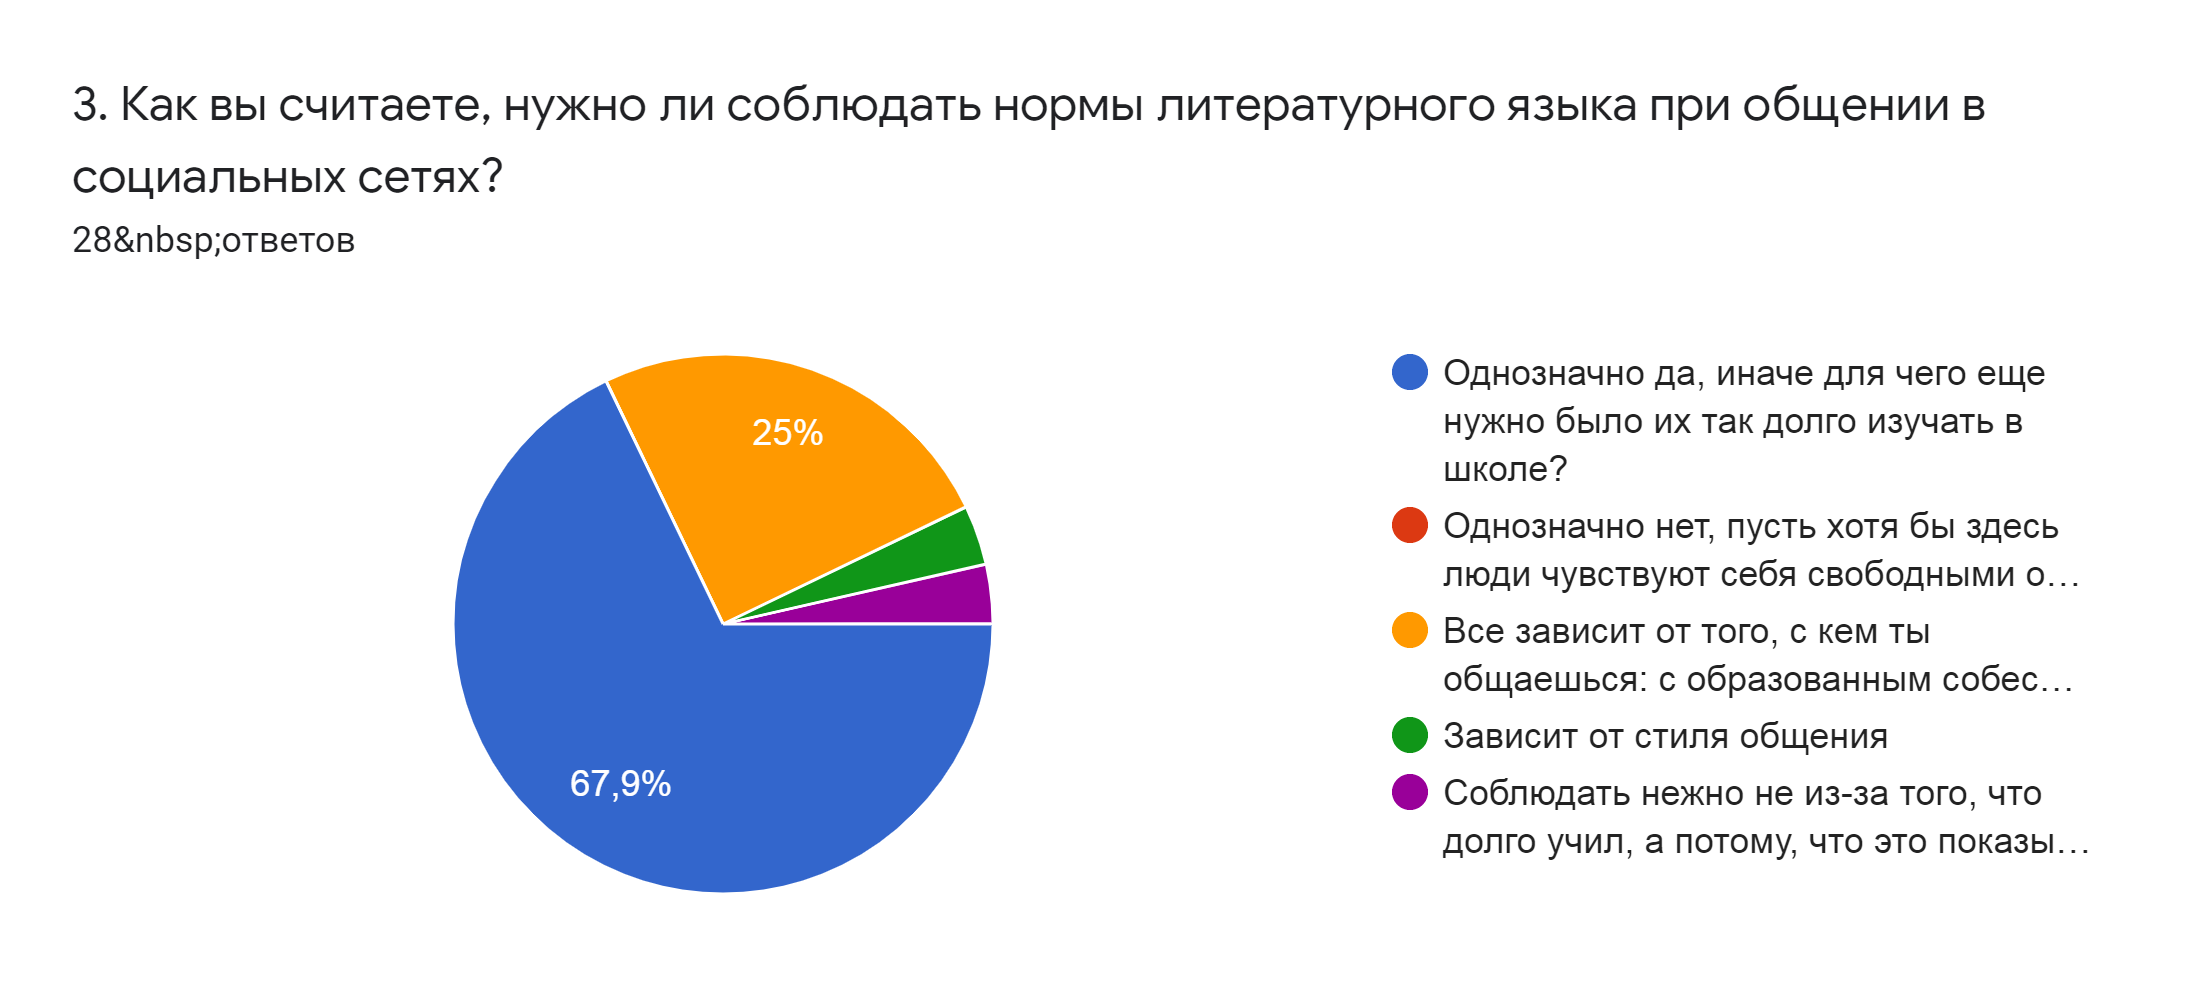 3. Как вы считаете, нужно ли соблюдать нормы литературного языка при общении в
социальных сетях?
28&nbsp;ответов
25%
67,9%
Однозначно да, иначе для чего еще
нужно было их так долго изучать в
школе?
Однозначно нет, пусть хотя бы здесь
люди чувствуют себя свободными о…
Все зависит от того, с кем ты
общаешься: с образованным собес…
Зависит от стиля общения
Соблюдать нежно не из-за того, что
долго учил, а потому, что это показы…